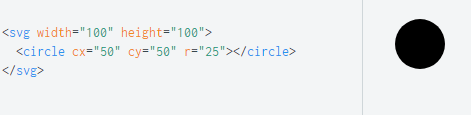 <svg width="100" height="100">
  <circle cx="50" cy="50" r="25"></circle>
</svg>